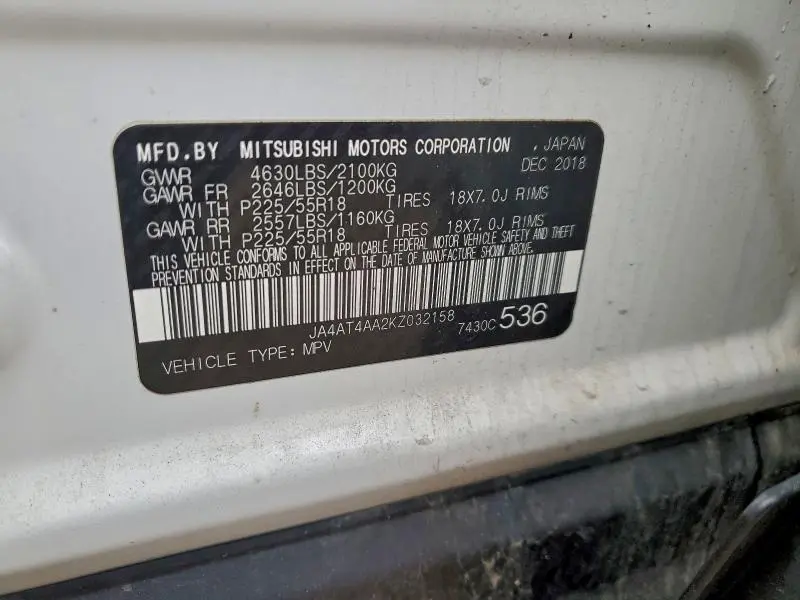 MFD.BY MITSUBISHI MOTORS CORPORATION , JAPAN
DEC 2018
GVWR 4630LBS/2100KG
GAWR FR 2646LBS/1200KG
WITH P225/55R18 TIRES 18X7.0J RIMS
GAWR RR 2557LBS/1160KG
WITH P225/55R18 TIRES 18X7.0J RIMS
THIS VEHICLE CONFORMS TO ALL APPLICABLE FEDERAL MOTOR VEHICLE SAFETY AND THEFT
PREVENTION STANDARDS IN EFFECT ON THE DATE OF MANUFACTURE SHOWN ABOVE.
JA4AT4AA2KZ032158 7430C 536
VEHICLE TYPE: MPV